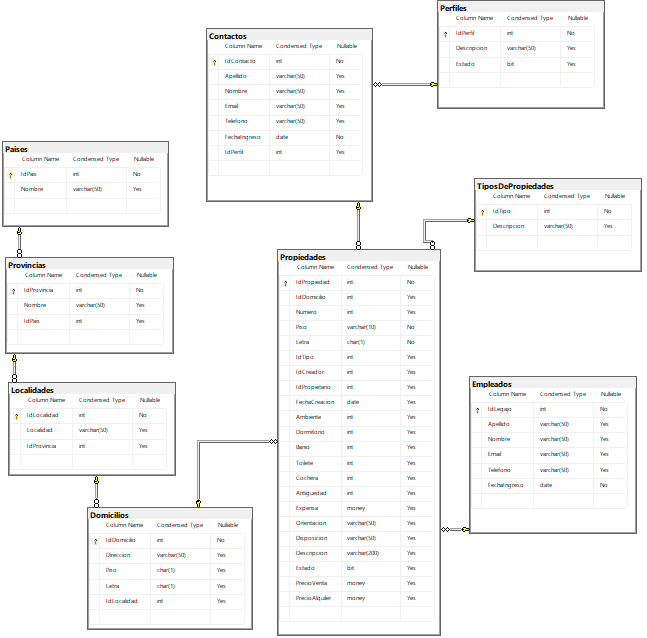 Perfiles
Column Name Condensed Type Nullable
IdPerfil int No
Descripcion varchar(50) Yes
Estado bit Yes
Contactos
Column Name Condensed Type Nullable
IdContacto int No
Apellido varchar(50) Yes
Nombre varchar(50) Yes
Email varchar(50) Yes
Telefono varchar(50) Yes
FechaIngreso date No
IdPerfil int Yes
Paises
Column Name Condensed Type Nullable
IdPais int No
Nombre varchar(50) Yes
TiposDePropiedades
Column Name Condensed Type Nullable
IdTipo int No
Descripcion varchar(50) Yes
Provincias
Column Name Condensed Type Nullable
IdProvincia int No
Nombre varchar(50) Yes
IdPais int Yes
Propiedades
Column Name Condensed Type Nullable
IdPropiedad int No
IdDomicilio int Yes
Numero int Yes
Piso varchar(10) No
Letra char(1) No
IdTipo int Yes
IdCreador int Yes
IdPropietario int Yes
FechaCreacion date Yes
Ambiente int Yes
Dormitorio int Yes
Banio int Yes
Toilete int Yes
Cochera int Yes
Antiguedad int Yes
Expensa money Yes
Orientacion varchar(50) Yes
Disposicion varchar(50) Yes
Descripcion varchar(200) Yes
Estado bit Yes
PrecioVenta money Yes
PrecioAlquiler money Yes
Localidades
Column Name Condensed Type Nullable
IdLocalidad int No
Localidad varchar(50) Yes
IdProvincia int Yes
Empleados
Column Name Condensed Type Nullable
IdLegajo int No
Apellido varchar(50) Yes
Nombre varchar(50) Yes
Email varchar(50) Yes
Telefono varchar(50) Yes
FechaIngreso date No
Domicilios
Column Name Condensed Type Nullable
IdDomicilio int No
Direccion varchar(50) Yes
Piso char(1) Yes
Letra char(1) Yes
IdLocalidad int Yes